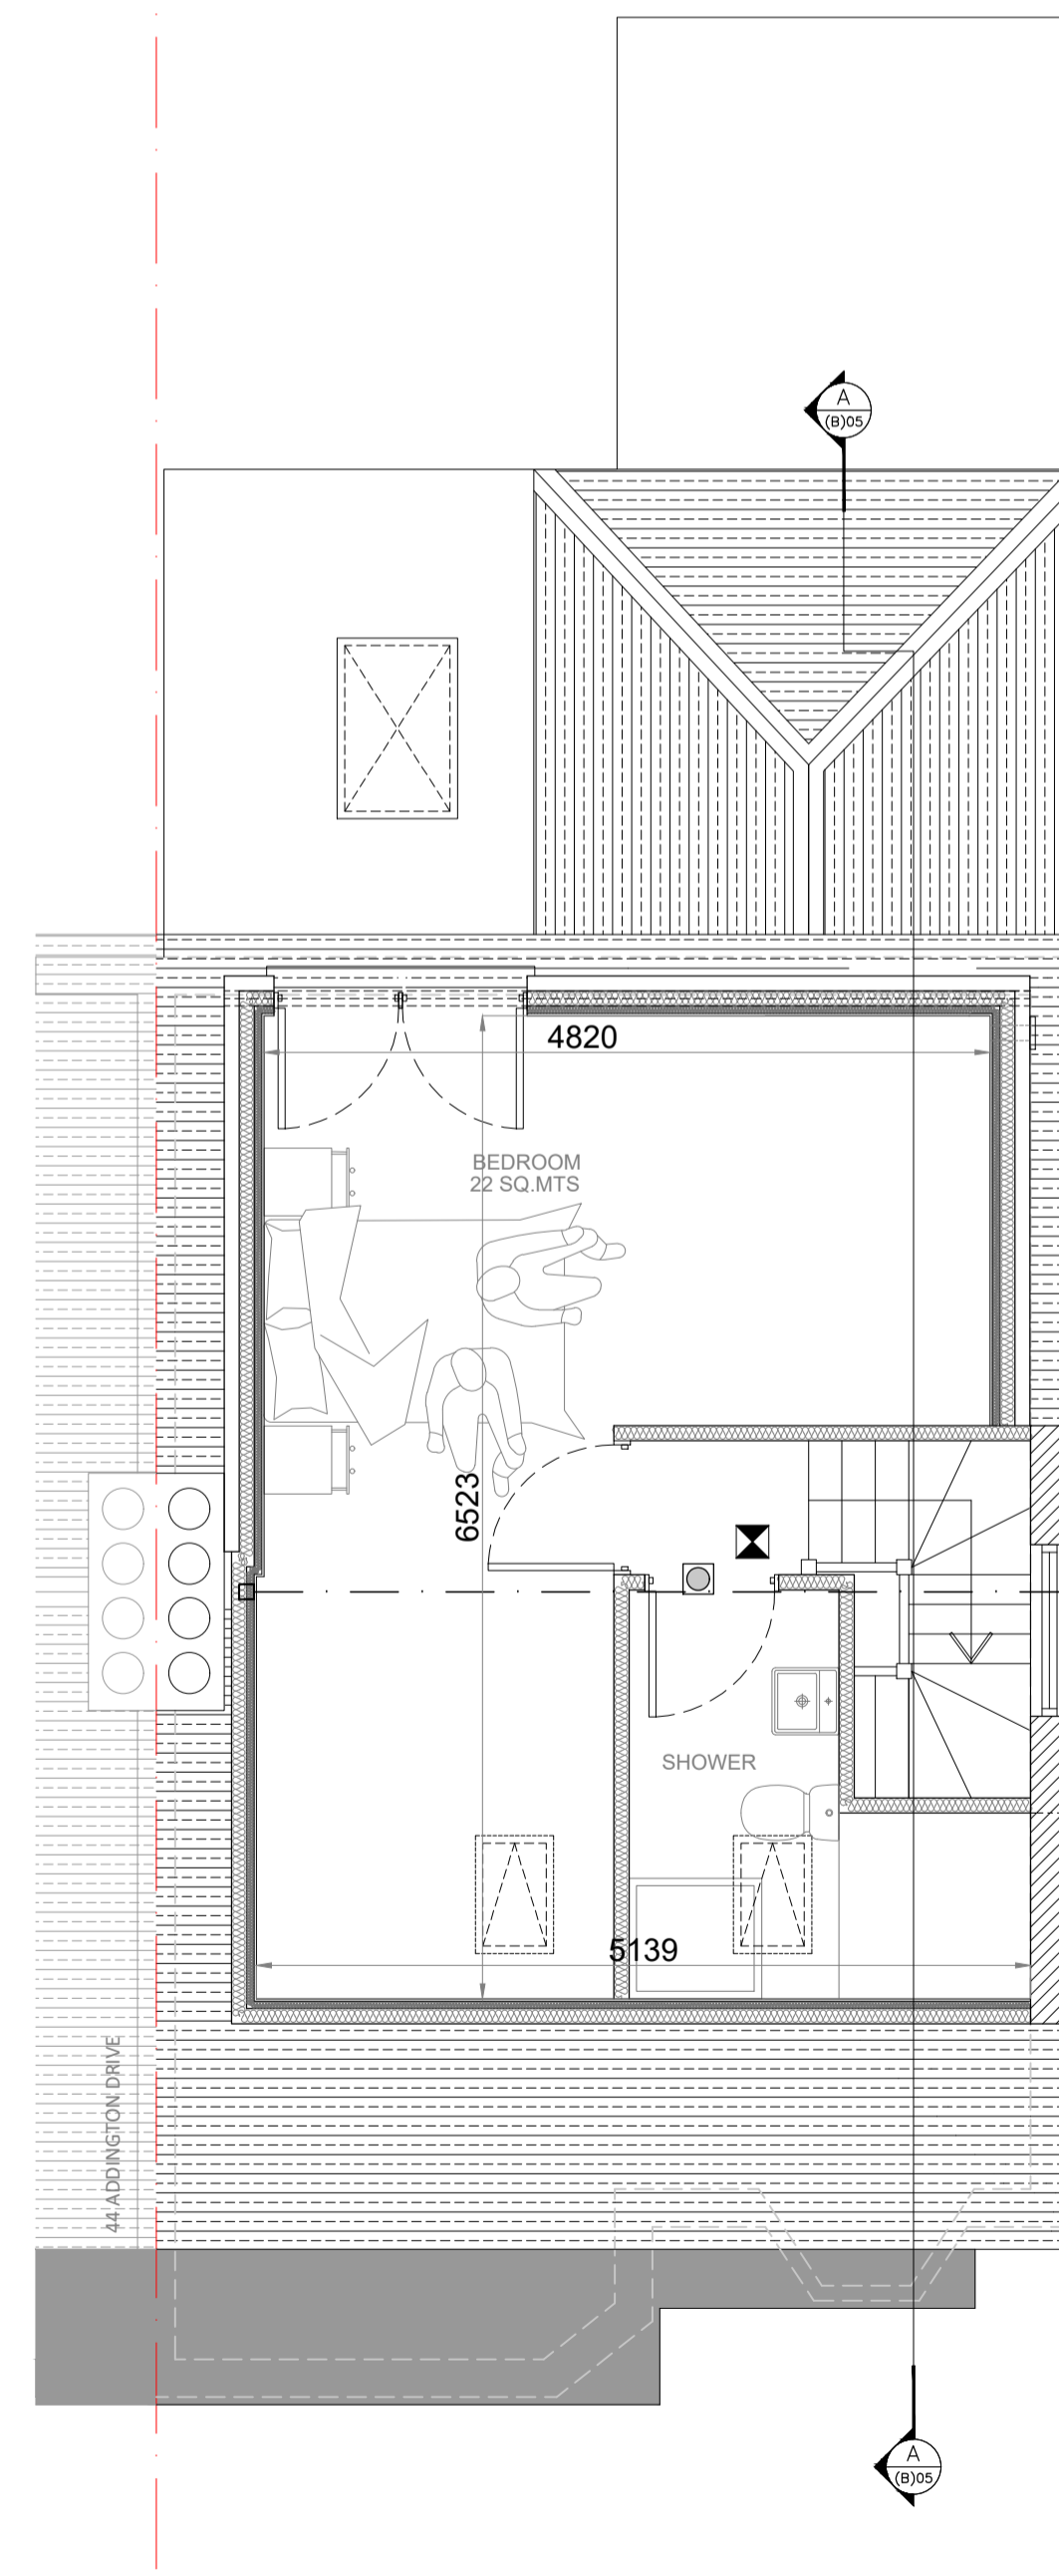 A
(B)05
4820
BEDROOM
22 SQ.MTS
6523
SHOWER
5139
44 ADDINGTON DRIVE
A
(B)05